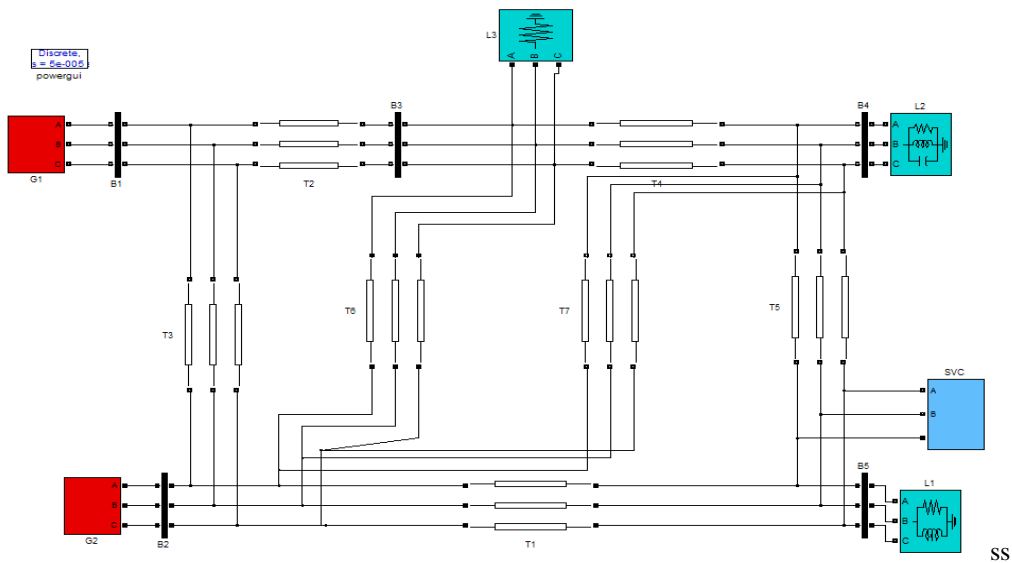 L3
A B C
Discrete,
s = 5e-005 s
powergui
B3
B4
L2
A
B
C
G1
B1
A
B
C
T2
T4
T3
T6
T7
T5
SVC
A
B
B5
L1
A
B
C
A
B
C
G2
B2
T1
ss